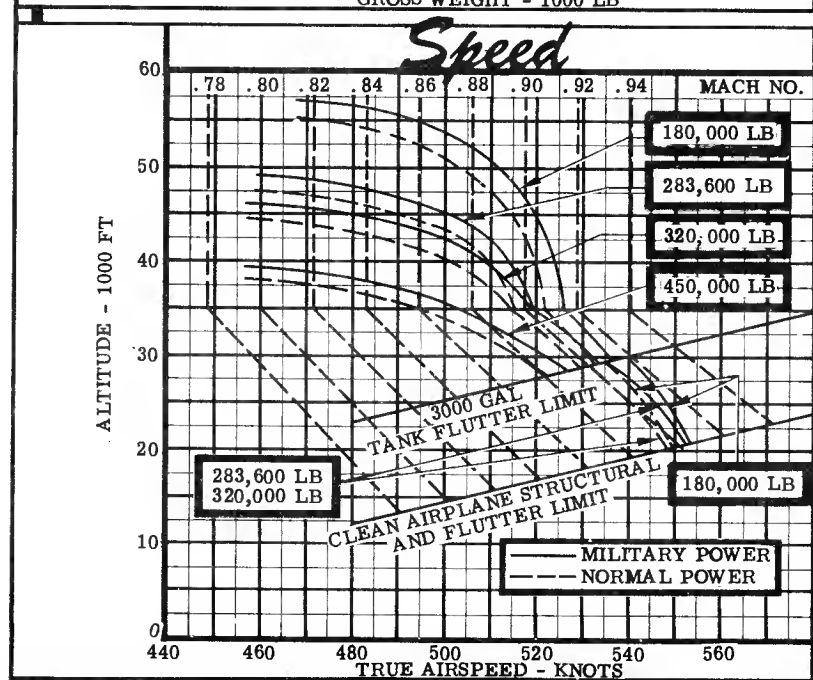 GROSS WEIGHT - 1000 LB
Speed
60
.78 .80 .82 .84 .86 .88 .90 .92 .94 MACH NO.
180,000 LB
50
283,600 LB
320,000 LB
40
450,000 LB
ALTITUDE - 1000 FT
30
3000 GAL
TANK FLUTTER LIMIT
20
283,600 LB
320,000 LB
180,000 LB
CLEAN AIRPLANE STRUCTURAL
AND FLUTTER LIMIT
10
MILITARY POWER
NORMAL POWER
0
440 460 480 500 520 540 560
TRUE AIRSPEED - KNOTS